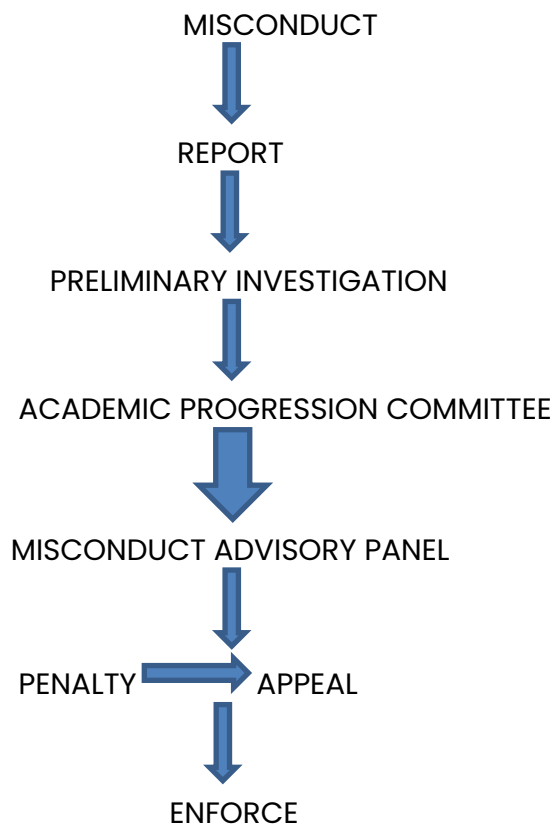 MISCONDUCT
REPORT
PRELIMINARY INVESTIGATION
ACADEMIC PROGRESSION COMMITTEE
MISCONDUCT ADVISORY PANEL
PENALTY APPEAL
ENFORCE